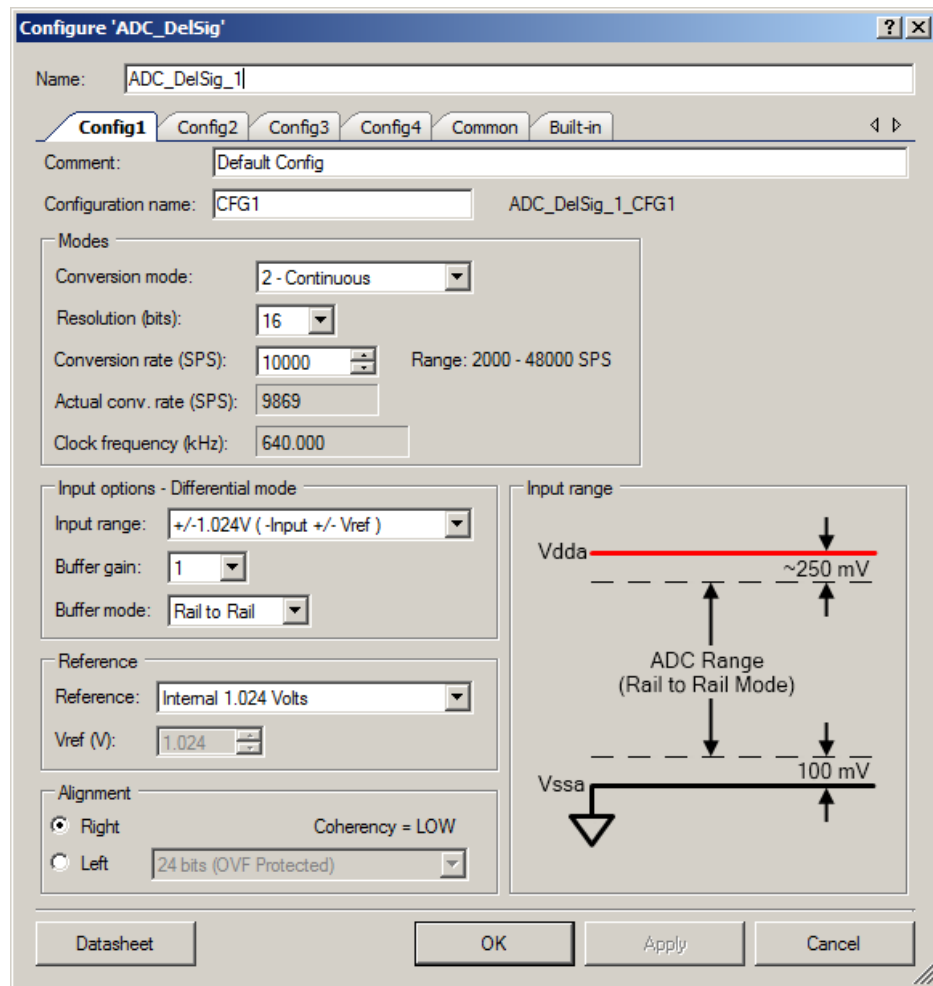 Configure 'ADC_DelSig'
Name: ADC_DelSig_1
Config1 Config2 Config3 Config4 Common Built-in
Comment: Default Config
Configuration name: CFG1 ADC_DelSig_1_CFG1
Modes
Conversion mode: 2 - Continuous
Resolution (bits): 16
Conversion rate (SPS): 10000 Range: 2000 - 48000 SPS
Actual conv. rate (SPS): 9869
Clock frequency (kHz): 640.000
Input options - Differential mode
Input range: +/-1.024V ( -Input +/- Vref )
Buffer gain: 1
Buffer mode: Rail to Rail
Reference
Reference: Internal 1.024 Volts
Vref (V): 1.024
Alignment
Right Coherency = LOW
Left 24 bits (OVF Protected)
Input range
Vdda
~250 mV
ADC Range
(Rail to Rail Mode)
100 mV
Vssa
Datasheet OK Apply Cancel